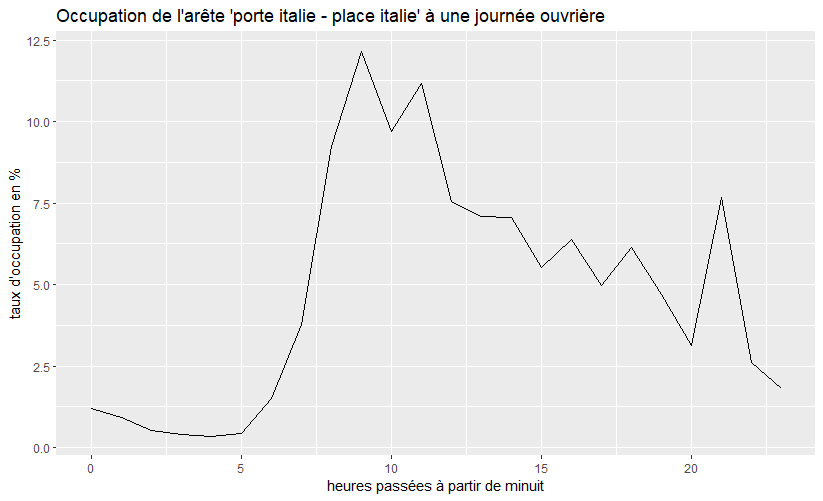 Occupation de l'arête 'porte italie - place italie' à une journée ouvrière
12.5
10.0
7.5
5.0
2.5
0.0
taux d'occupation en %
0 5 10 15 20
heures passées à partir de minuit